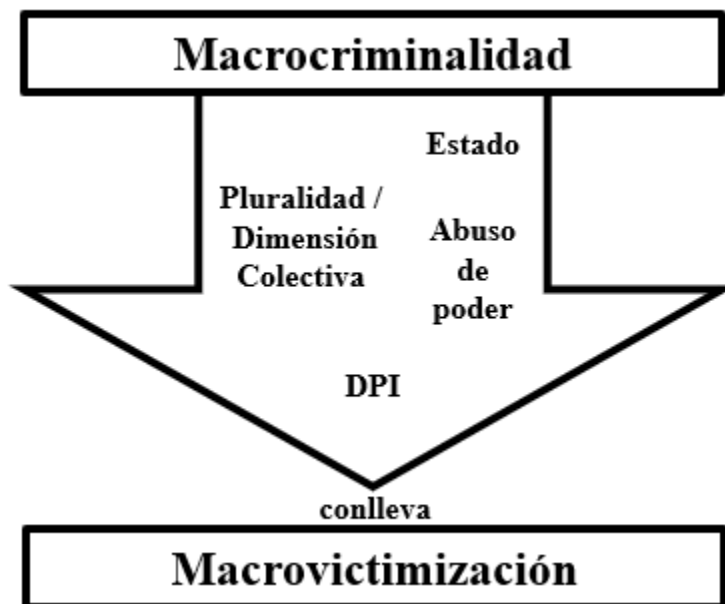 Macrocriminalidad
Estado
Pluralidad /
Dimensión
Colectiva
Abuso
de
poder
DPI
conlleva
Macrovictimización